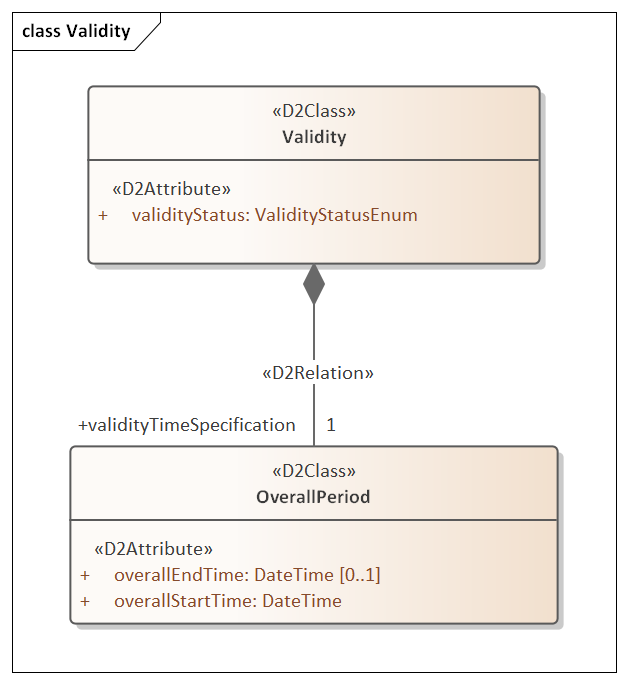 class Validity
«D2Class»
Validity
«D2Attribute»
+ validityStatus: ValidityStatusEnum
«D2Relation»
+validityTimeSpecification 1
«D2Class»
OverallPeriod
«D2Attribute»
+ overallEndTime: DateTime [0..1]
+ overallStartTime: DateTime